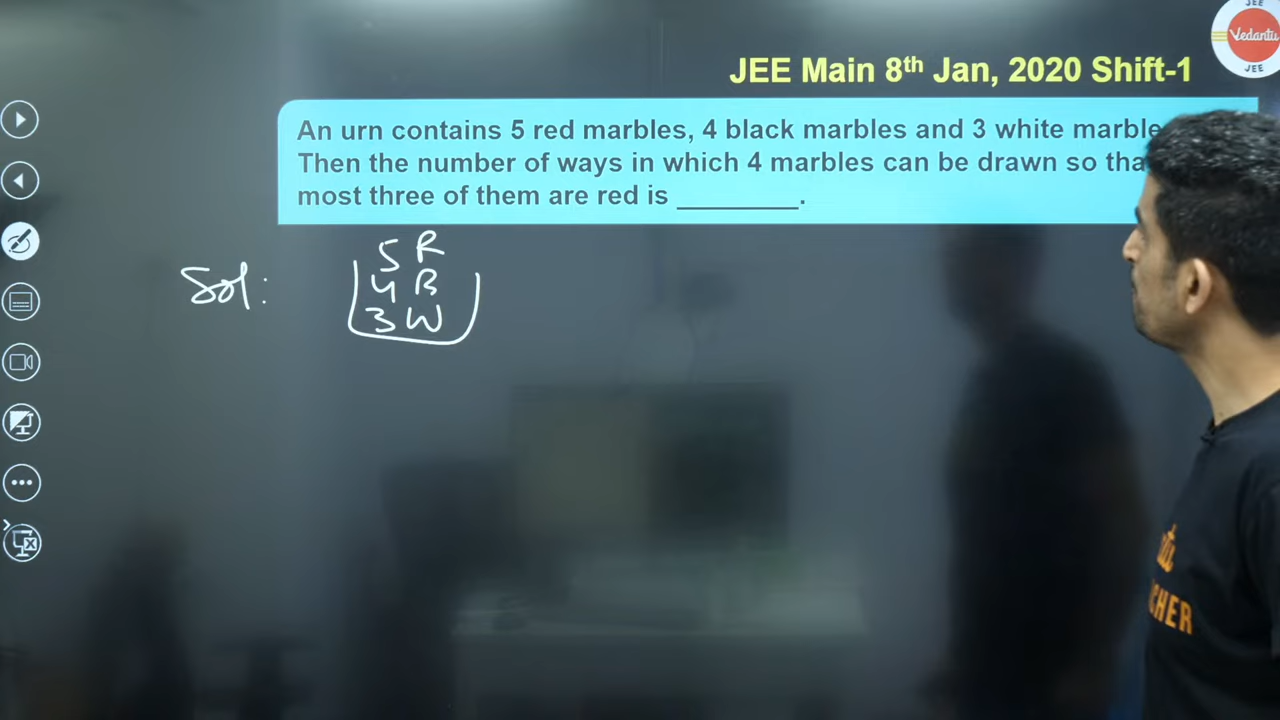 JEE
Vedantu
JEE
JEE Main 8th Jan, 2020 Shift-1
An urn contains 5 red marbles, 4 black marbles and 3 white marble
Then the number of ways in which 4 marbles can be drawn so tha
most three of them are red is ________.
Sol:
5 R
4 B
3 W
CHER